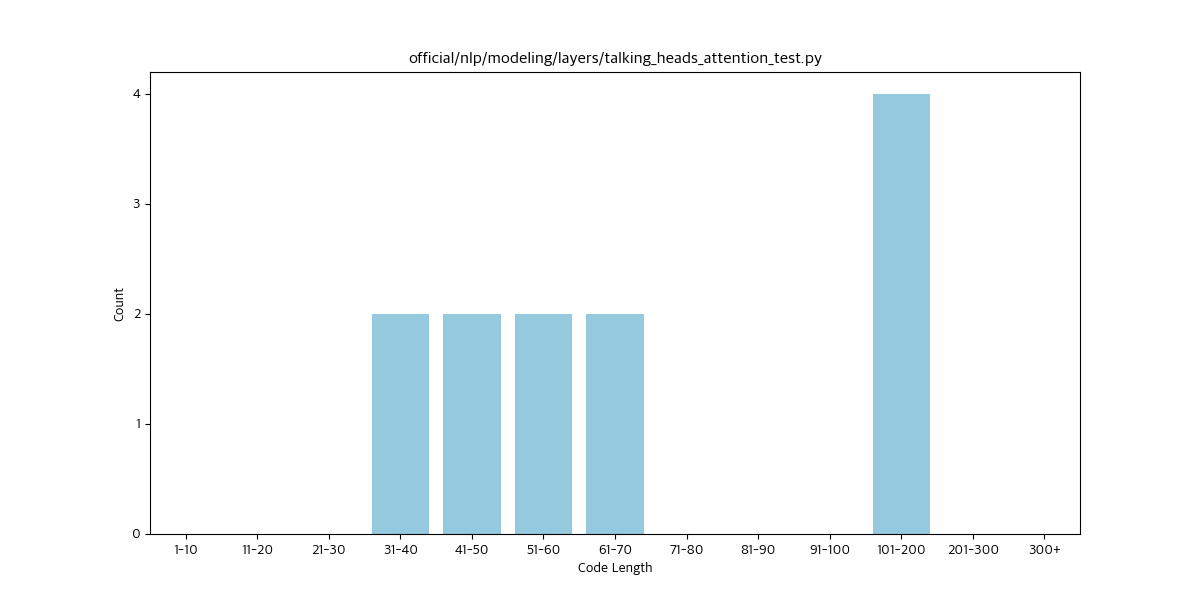 official/nlp/modeling/layers/talking_heads_attention_test.py
4
3
2
1
0
Count
1-10 11-20 21-30 31-40 41-50 51-60 61-70 71-80 81-90 91-100 101-200 201-300 300+
Code Length